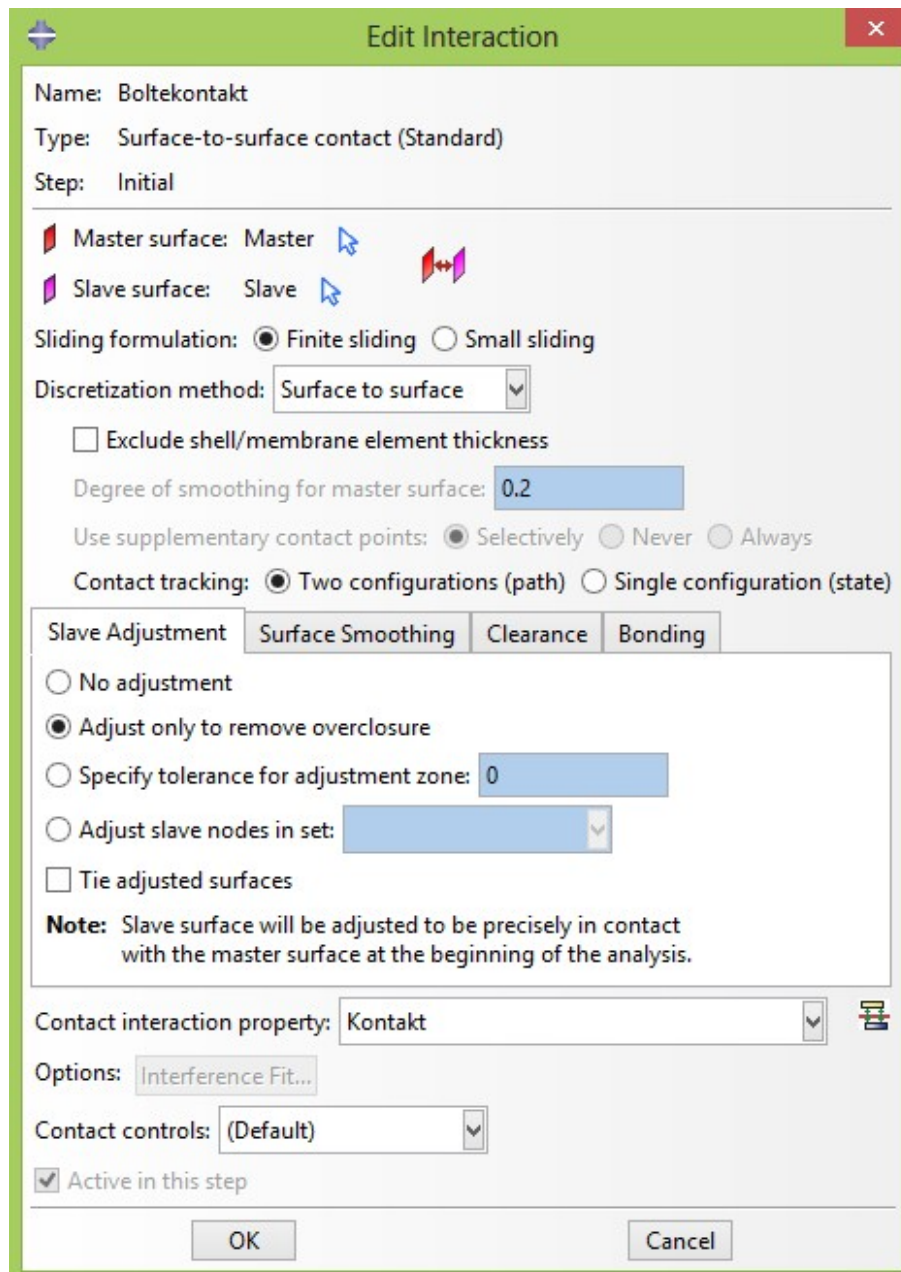 Edit Interaction
Name: Boltekontakt
Type: Surface-to-surface contact (Standard)
Step: Initial
Master surface: Master
Slave surface: Slave
Sliding formulation: Finite sliding Small sliding
Discretization method: Surface to surface
Exclude shell/membrane element thickness
Degree of smoothing for master surface: 0.2
Use supplementary contact points: Selectively Never Always
Contact tracking: Two configurations (path) Single configuration (state)
Slave Adjustment Surface Smoothing Clearance Bonding
No adjustment
Adjust only to remove overclosure
Specify tolerance for adjustment zone: 0
Adjust slave nodes in set:
Tie adjusted surfaces
Note: Slave surface will be adjusted to be precisely in contact
with the master surface at the beginning of the analysis.
Contact interaction property: Kontakt
Options: Interference Fit...
Contact controls: (Default)
Active in this step
OK Cancel